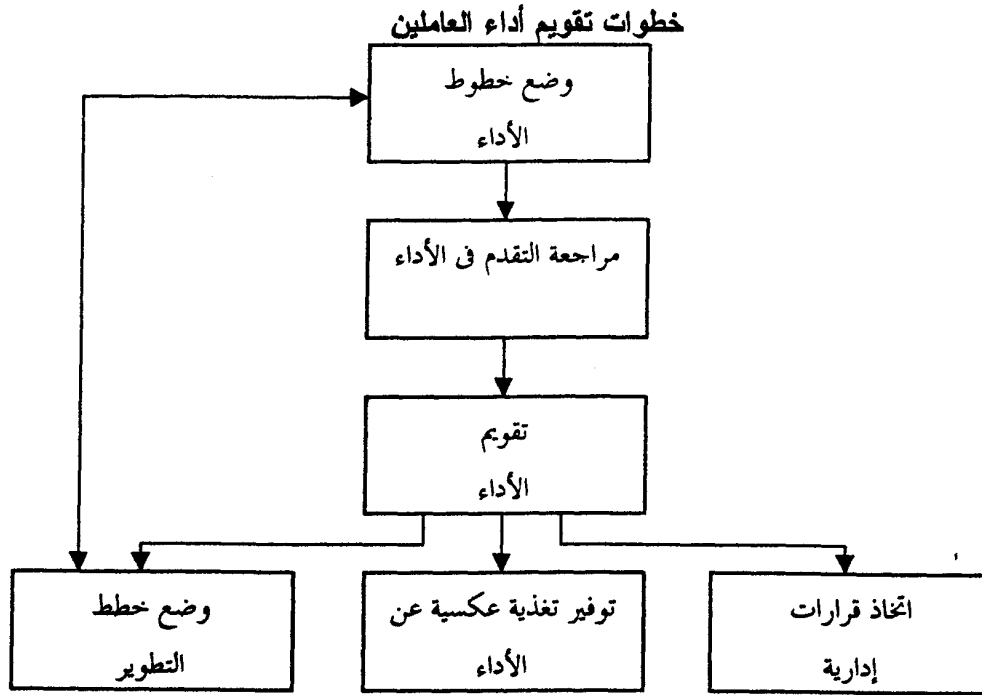 خطوات تقويم أداء العاملين
وضع خطوط
الأداء
مراجعة التقدم فى الأداء
تقويم
الأداء
اتخاذ قرارات
إدارية
توفير تغذية عكسية عن
الأداء
وضع خطط
التطوير